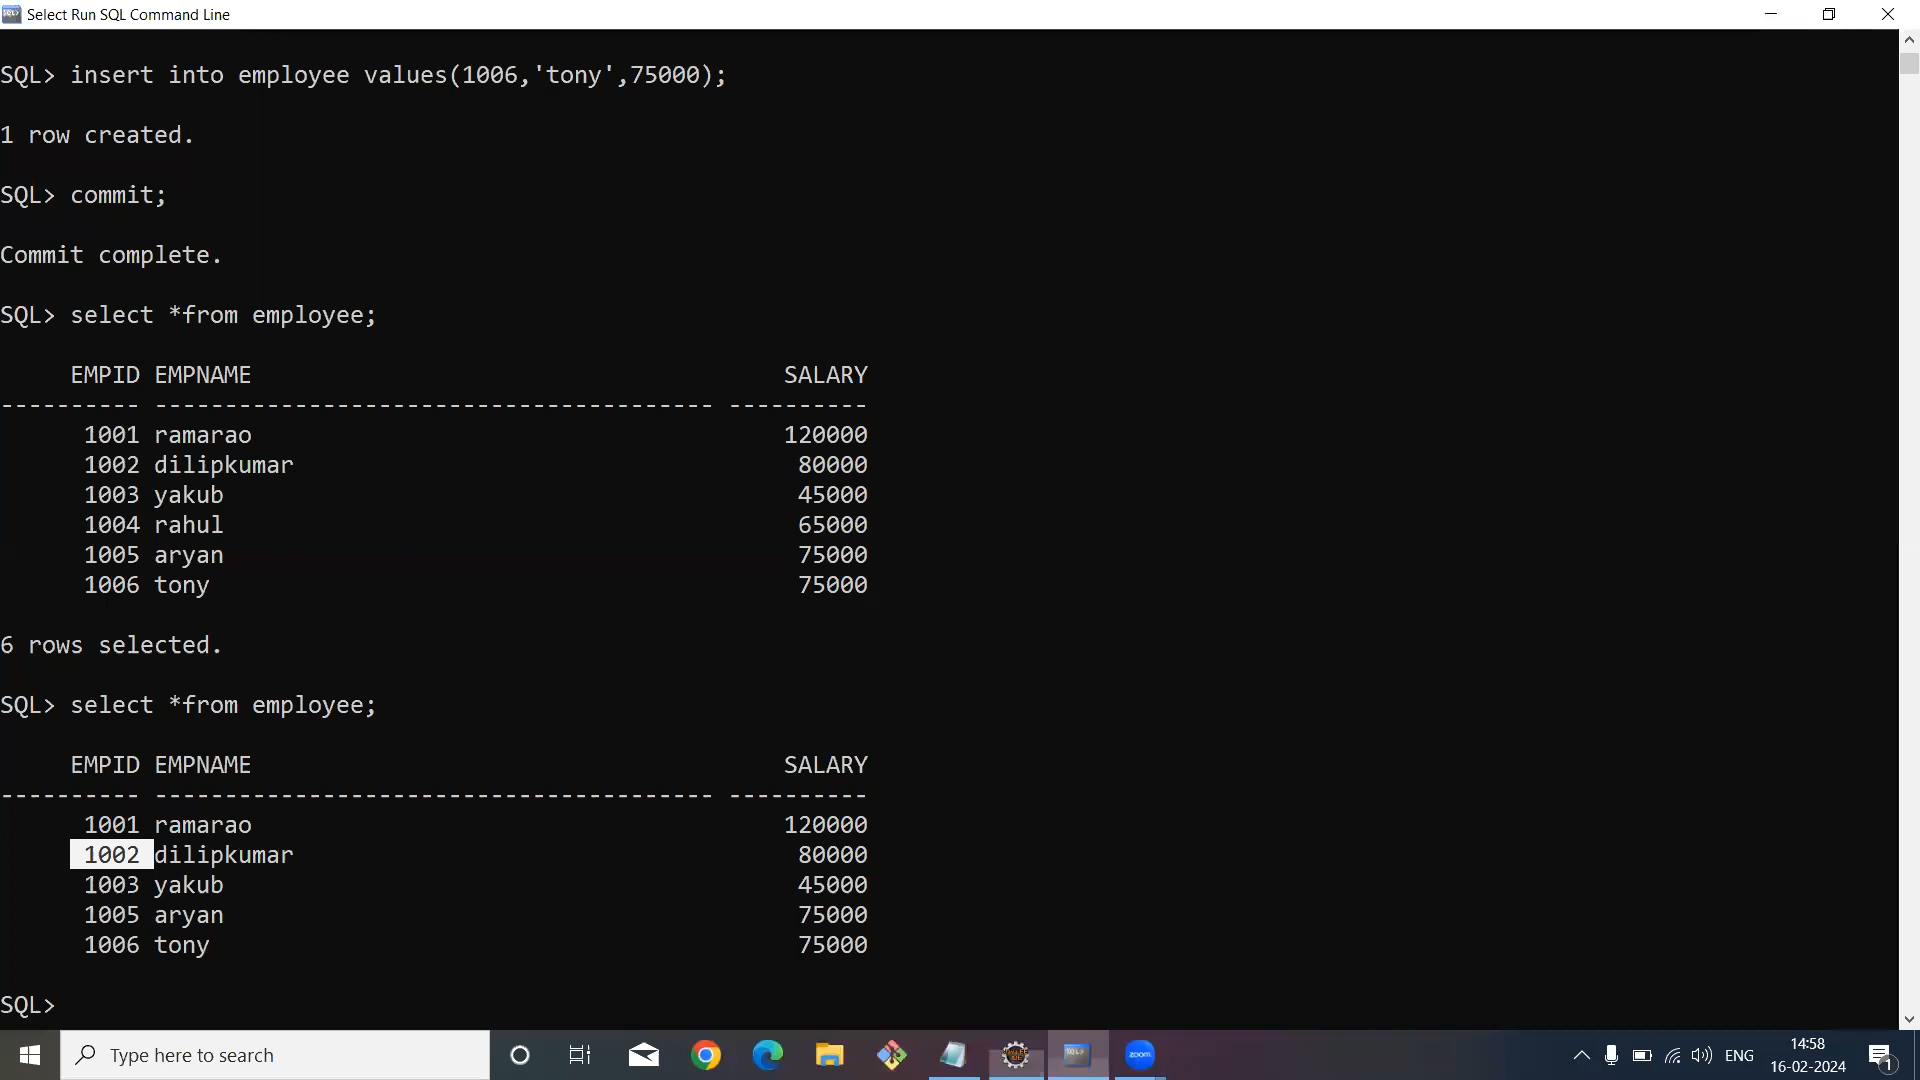 Select Run SQL Command Line
SQL> insert into employee values(1006,'tony',75000);
1 row created.
SQL> commit;
Commit complete.
SQL> select *from employee;
EMPID EMPNAME SALARY
---------- ---------------------------------------- ----------
1001 ramarao 120000
1002 dilipkumar 80000
1003 yakub 45000
1004 rahul 65000
1005 aryan 75000
1006 tony 75000
6 rows selected.
SQL> select *from employee;
EMPID EMPNAME SALARY
---------- ---------------------------------------- ----------
1001 ramarao 120000
1002 dilipkumar 80000
1003 yakub 45000
1005 aryan 75000
1006 tony 75000
SQL>
Type here to search
zoom
ENG
14:58
16-02-2024
1